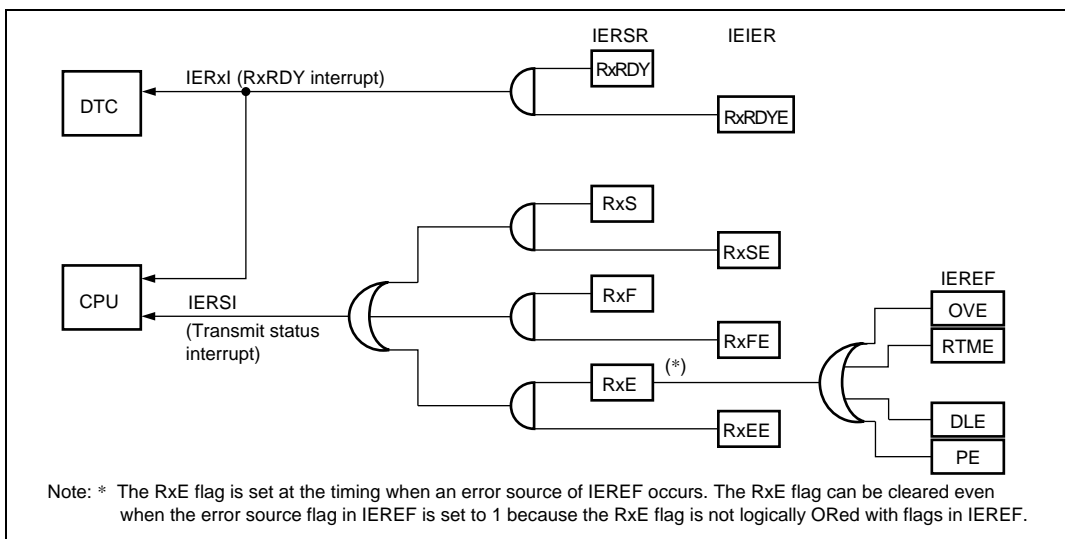 IERSR IEIER
IERxI (RxRDY interrupt)
RxRDY
DTC
RxRDYE
RxS
RxSE
CPU
IERSI
(Transmit status
interrupt)
RxF
RxFE
IEREF
OVE
RTME
RxE
(*)
RxEE
DLE
PE
Note: * The RxE flag is set at the timing when an error source of IEREF occurs. The RxE flag can be cleared even
when the error source flag in IEREF is set to 1 because the RxE flag is not logically ORed with flags in IEREF.